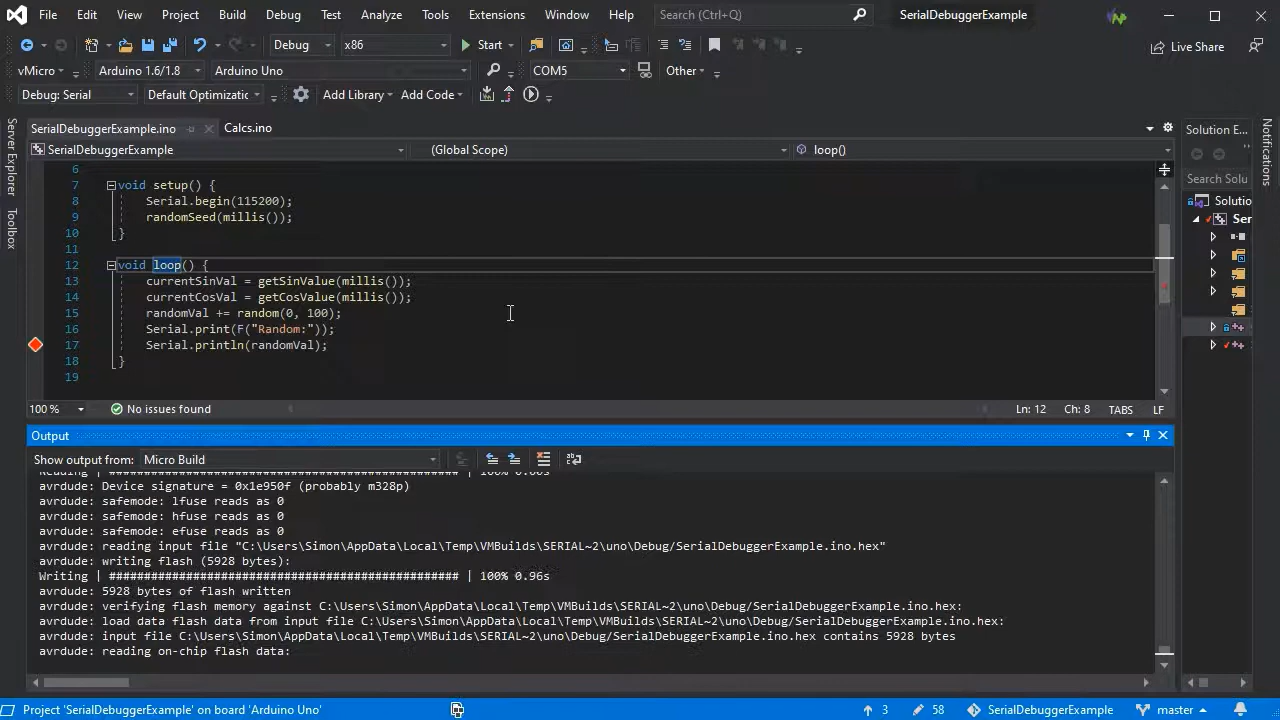 File Edit View Project Build Debug Test Analyze Tools Extensions Window Help Search (Ctrl+Q) SerialDebuggerExample
Debug x86 Start Live Share
vMicro Arduino 1.6/1.8 Arduino Uno COM5 Other
Debug: Serial Default Optimizatic Add Library Add Code
Server Explorer
Toolbox
SerialDebuggerExample.ino Calcs.ino
SerialDebuggerExample (Global Scope) loop()
6
7 void setup() {
8 Serial.begin(115200);
9 randomSeed(millis());
10 }
11
12 void loop() {
13 currentSinVal = getSinValue(millis());
14 currentCosVal = getCosValue(millis());
15 randomVal += random(0, 100);
16 Serial.print(F("Random:"));
17 Serial.println(randomVal);
18 }
19
100 % No issues found Ln: 12 Ch: 8 TABS LF
Output
Show output from: Micro Build
Reading | ################################################## | 100% 0.00s
avrdude: Device signature = 0x1e950f (probably m328p)
avrdude: safemode: lfuse reads as 0
avrdude: safemode: hfuse reads as 0
avrdude: safemode: efuse reads as 0
avrdude: reading input file "C:\Users\Simon\AppData\Local\Temp\VMBuilds\SERIAL~2\uno\Debug/SerialDebuggerExample.ino.hex"
avrdude: writing flash (5928 bytes):
Writing | ################################################## | 100% 0.96s
avrdude: 5928 bytes of flash written
avrdude: verifying flash memory against C:\Users\Simon\AppData\Local\Temp\VMBuilds\SERIAL~2\uno\Debug/SerialDebuggerExample.ino.hex:
avrdude: load data flash data from input file C:\Users\Simon\AppData\Local\Temp\VMBuilds\SERIAL~2\uno\Debug/SerialDebuggerExample.ino.hex:
avrdude: input file C:\Users\Simon\AppData\Local\Temp\VMBuilds\SERIAL~2\uno\Debug/SerialDebuggerExample.ino.hex contains 5928 bytes
avrdude: reading on-chip flash data:
Solution E...
Search Solu
Solutio
Ser
Notifications
Project 'SerialDebuggerExample' on board 'Arduino Uno' 3 58 SerialDebuggerExample master